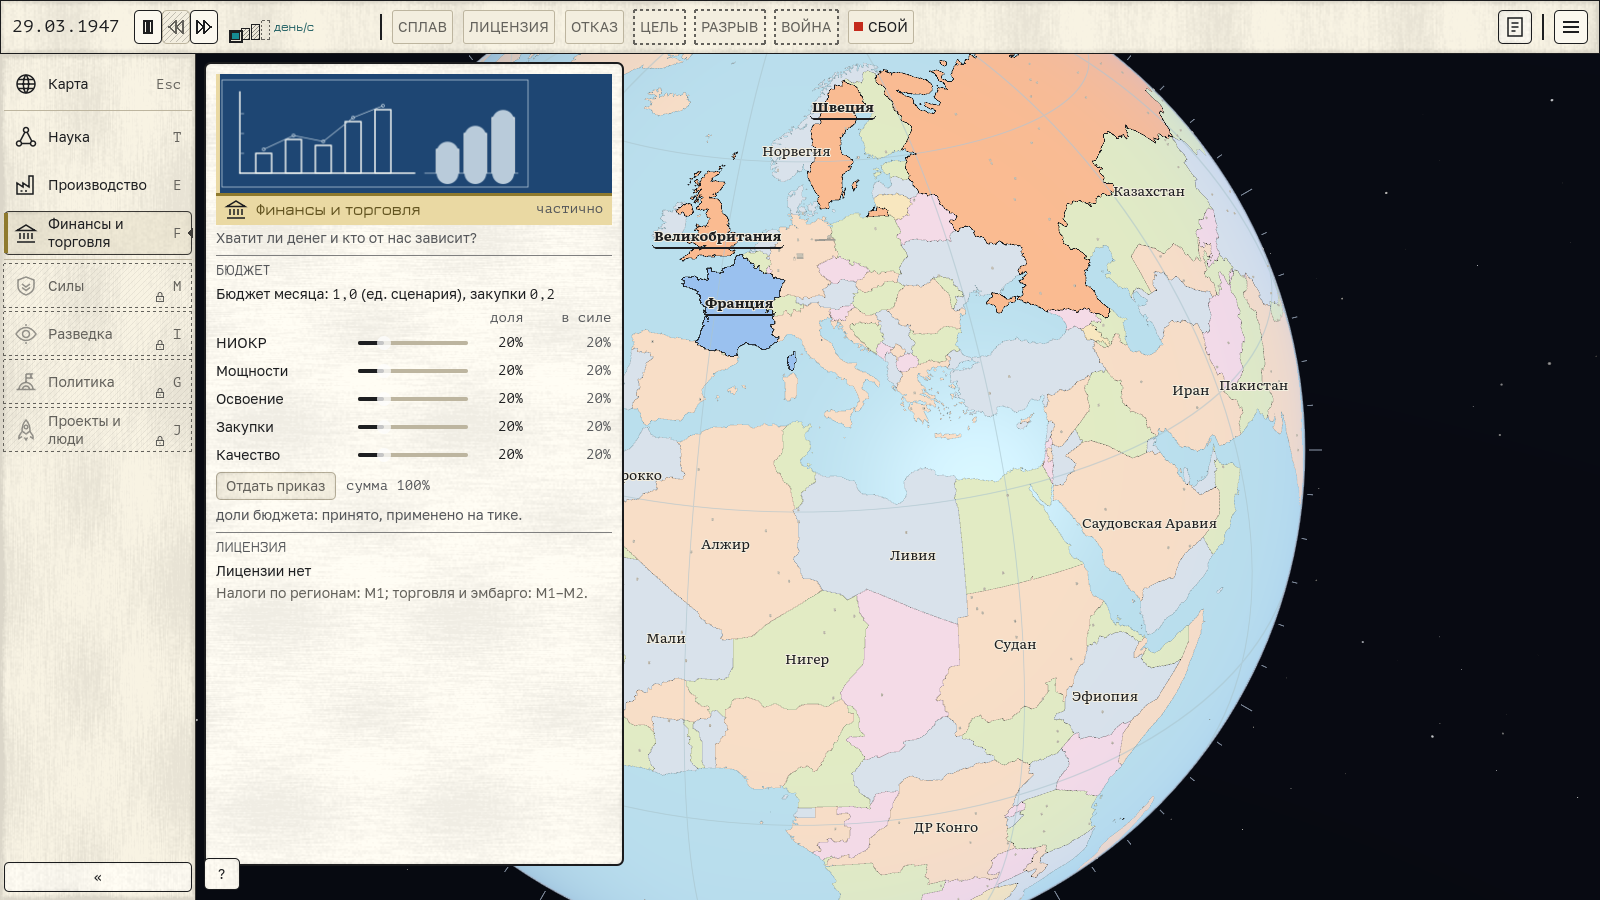 29.03.1947
день/с
СПЛАВ
ЛИЦЕНЗИЯ
ОТКАЗ
ЦЕЛЬ
РАЗРЫВ
ВОЙНА
СБОЙ
Карта Esc
Наука T
Производство E
Финансы и
торговля F
Силы M
Разведка I
Политика G
Проекты и
люди J
«
Финансы и торговля частично
Хватит ли денег и кто от нас зависит?
БЮДЖЕТ
Бюджет месяца: 1,0 (ед. сценария), закупки 0,2
доля в силе
НИОКР 20% 20%
Мощности 20% 20%
Освоение 20% 20%
Закупки 20% 20%
Качество 20% 20%
Отдать приказ сумма 100%
доли бюджета: принято, применено на тике.
ЛИЦЕНЗИЯ
Лицензии нет
Налоги по регионам: М1; торговля и эмбарго: М1–М2.
?
Швеция
Норвегия
Казахстан
Великобритания
Франция
Иран
Пакистан
рокко
Саудовская Аравия
Алжир
Ливия
Мали
Нигер
Судан
Эфиопия
ДР Конго